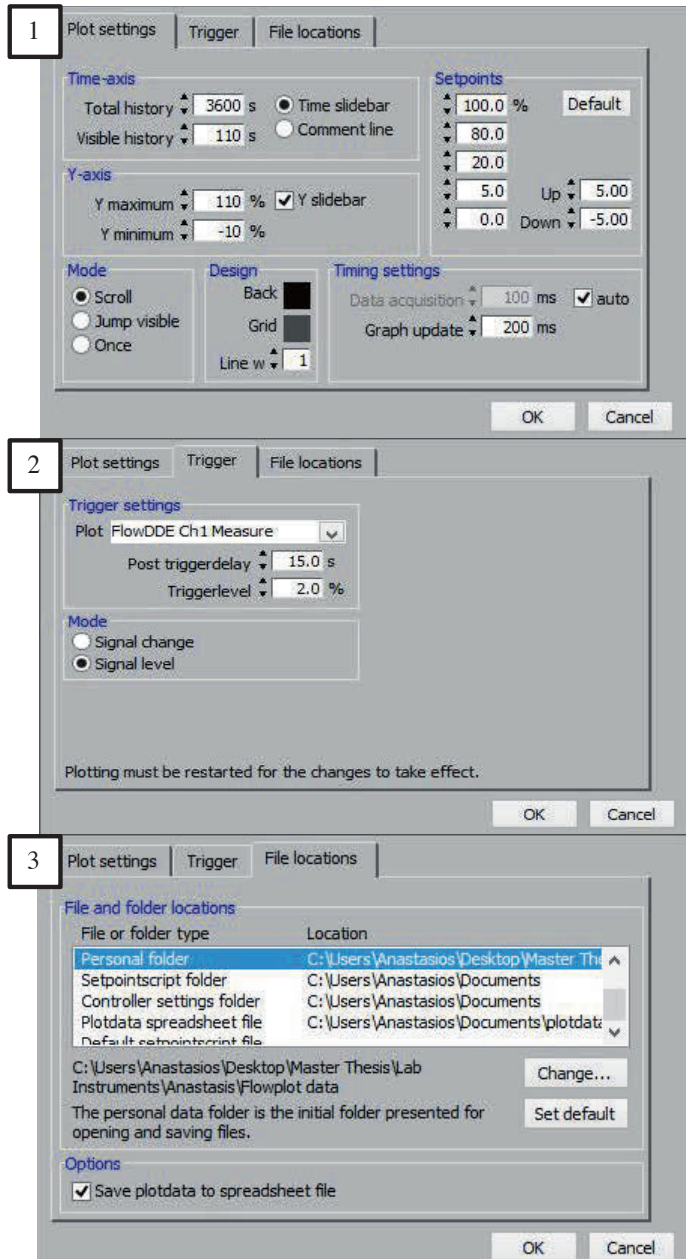 1
Plot settings Trigger File locations
Time-axis
Total history 3600 s Time slidebar
Visible history 110 s Comment line
Y-axis
Y maximum 110 % Y slidebar
Y minimum -10 %
Setpoints
100.0 % Default
80.0
20.0
5.0 Up 5.00
0.0 Down -5.00
Mode
Scroll
Jump visible
Once
Design
Back
Grid
Line w 1
Timing settings
Data acquisition 100 ms auto
Graph update 200 ms
OK Cancel
2
Plot settings Trigger File locations
Trigger settings
Plot FlowDDE Ch1 Measure
Post triggerdelay 15.0 s
Triggerlevel 2.0 %
Mode
Signal change
Signal level
Plotting must be restarted for the changes to take effect.
OK Cancel
3
Plot settings Trigger File locations
File and folder locations
File or folder type Location
Personal folder C:\Users\Anastasios\Desktop\Master The
Setpointscript folder C:\Users\Anastasios\Documents
Controller settings folder C:\Users\Anastasios\Documents
Plotdata spreadsheet file C:\Users\Anastasios\Documents\plotdata
Default setpointscript file
C:\Users\Anastasios\Desktop\Master Thesis\Lab
Instruments\Anastasis\Flowplot data
Change...
The personal data folder is the initial folder presented for
opening and saving files.
Set default
Options
Save plotdata to spreadsheet file
OK Cancel